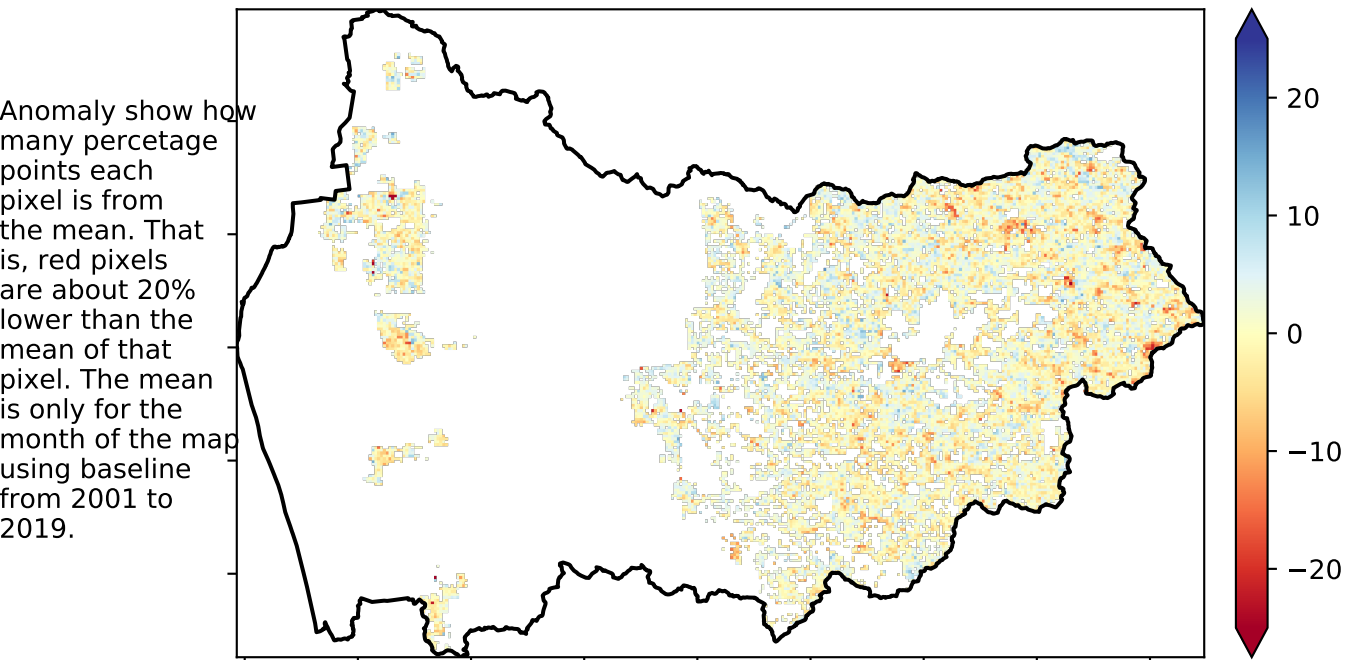 Anomaly show how
many percetage
points each
pixel is from
the mean. That
is, red pixels
are about 20%
lower than the
mean of that
pixel. The mean
is only for the
month of the map
using baseline
from 2001 to
2019.
20
10
0
−10
−20